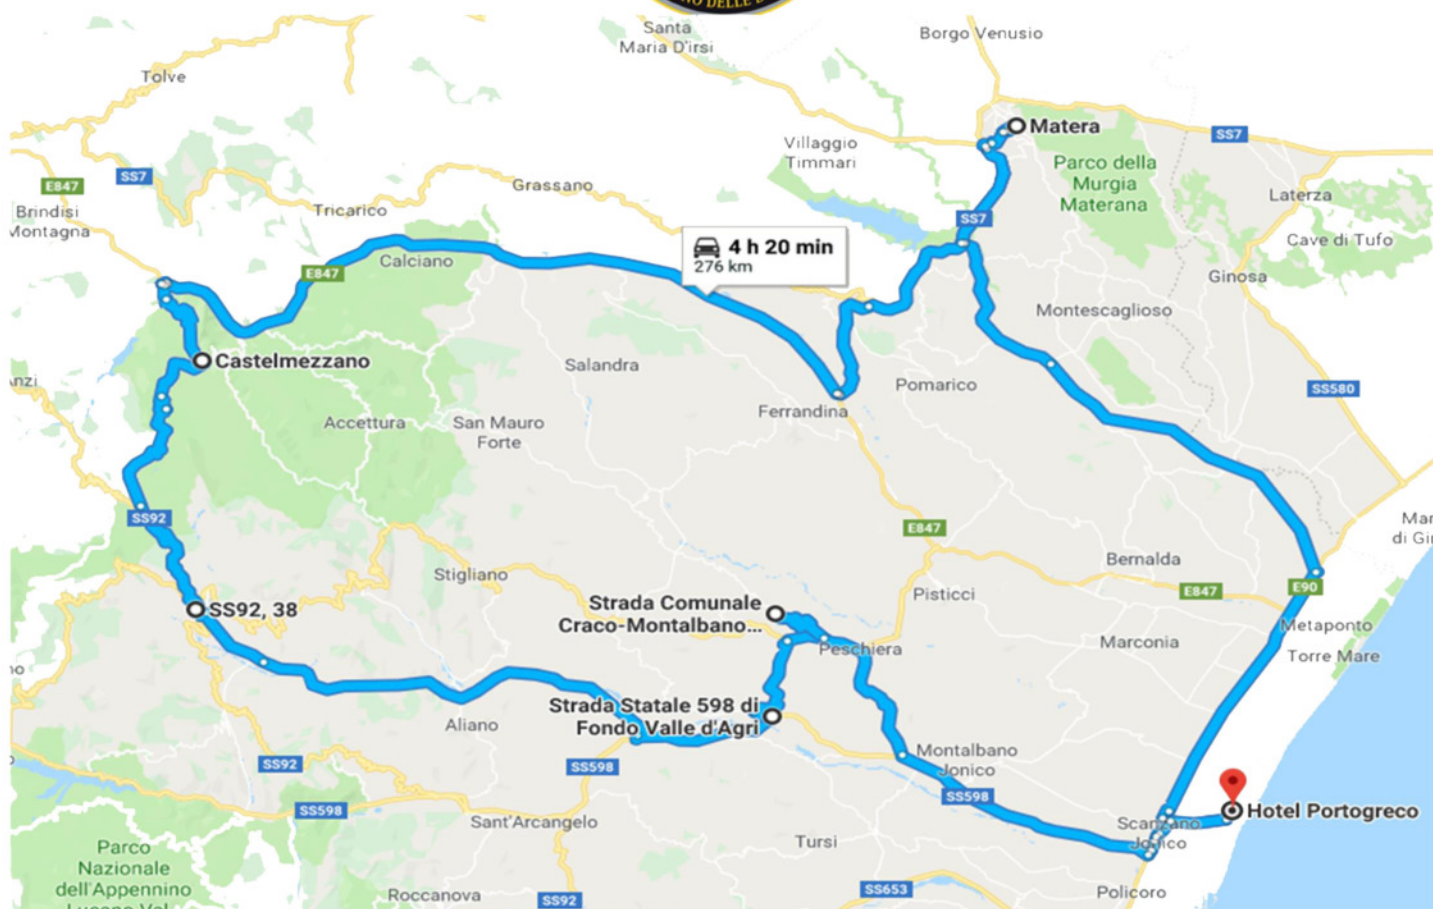 Santa
Maria D'irsi
Borgo Venusio
Tolve
Matera
SS7
Villaggio
Timmari
Parco della
Murgia
Materana
SS7
E847
Grassano
Laterza
Brindisi
Montagna
Tricarico
SS7
4 h 20 min
276 km
Cave di Tufo
Calciano
E847
Ginosa
Montescaglioso
Castelmezzano
Salandra
Pomarico
SS580
Ferrandina
Accettura
San Mauro
Forte
SS92
E847
Stigliano
Bernalda
E847
E90
Pisticci
SS92, 38
Strada Comunale
Craco-Montalbano...
Metaponto
Peschiera
Marconia
Torre Mare
Strada Statale 598 di
Fondo Valle d'Agri
Aliano
Montalbano
Jonico
SS92
SS598
SS598
SS598
Hotel Portogreco
Sant'Arcangelo
Scanzano
Jonico
Tursi
Parco
Nazionale
dell'Appennino
SS653
Policoro
Roccanova
SS92